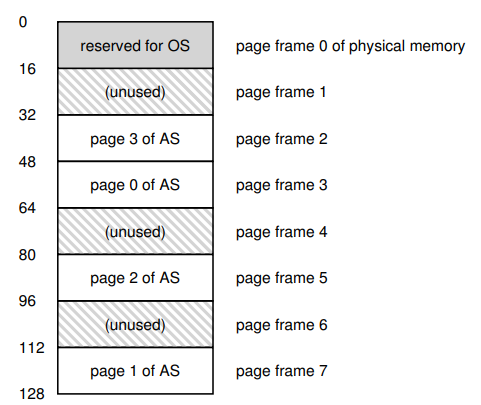 0
reserved for OS page frame 0 of physical memory
16
(unused) page frame 1
32
page 3 of AS page frame 2
48
page 0 of AS page frame 3
64
(unused) page frame 4
80
page 2 of AS page frame 5
96
(unused) page frame 6
112
page 1 of AS page frame 7
128